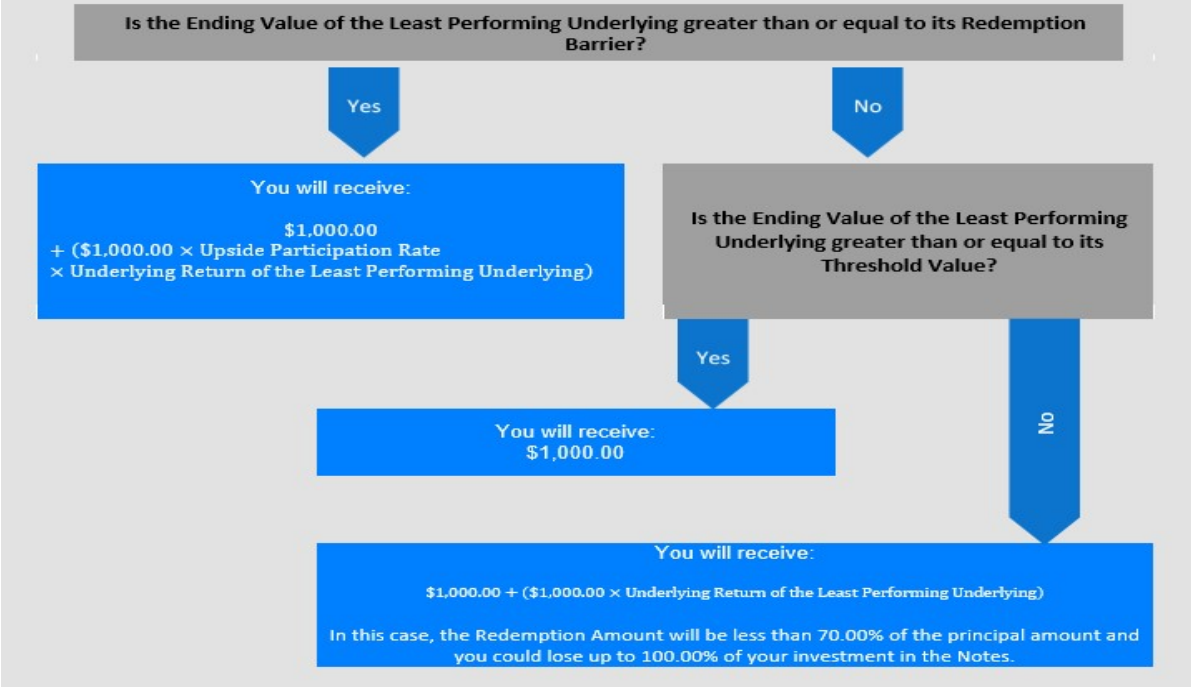 Is the Ending Value of the Least Performing Underlying greater than or equal to its Redemption
Barrier?
Yes
No
You will receive:
$1,000.00
+ ($1,000.00 × Upside Participation Rate
× Underlying Return of the Least Performing Underlying)
Is the Ending Value of the Least Performing
Underlying greater than or equal to its
Threshold Value?
Yes
No
You will receive:
$1,000.00
You will receive:
$1,000.00 + ($1,000.00 × Underlying Return of the Least Performing Underlying)
In this case, the Redemption Amount will be less than 70.00% of the principal amount and
you could lose up to 100.00% of your investment in the Notes.